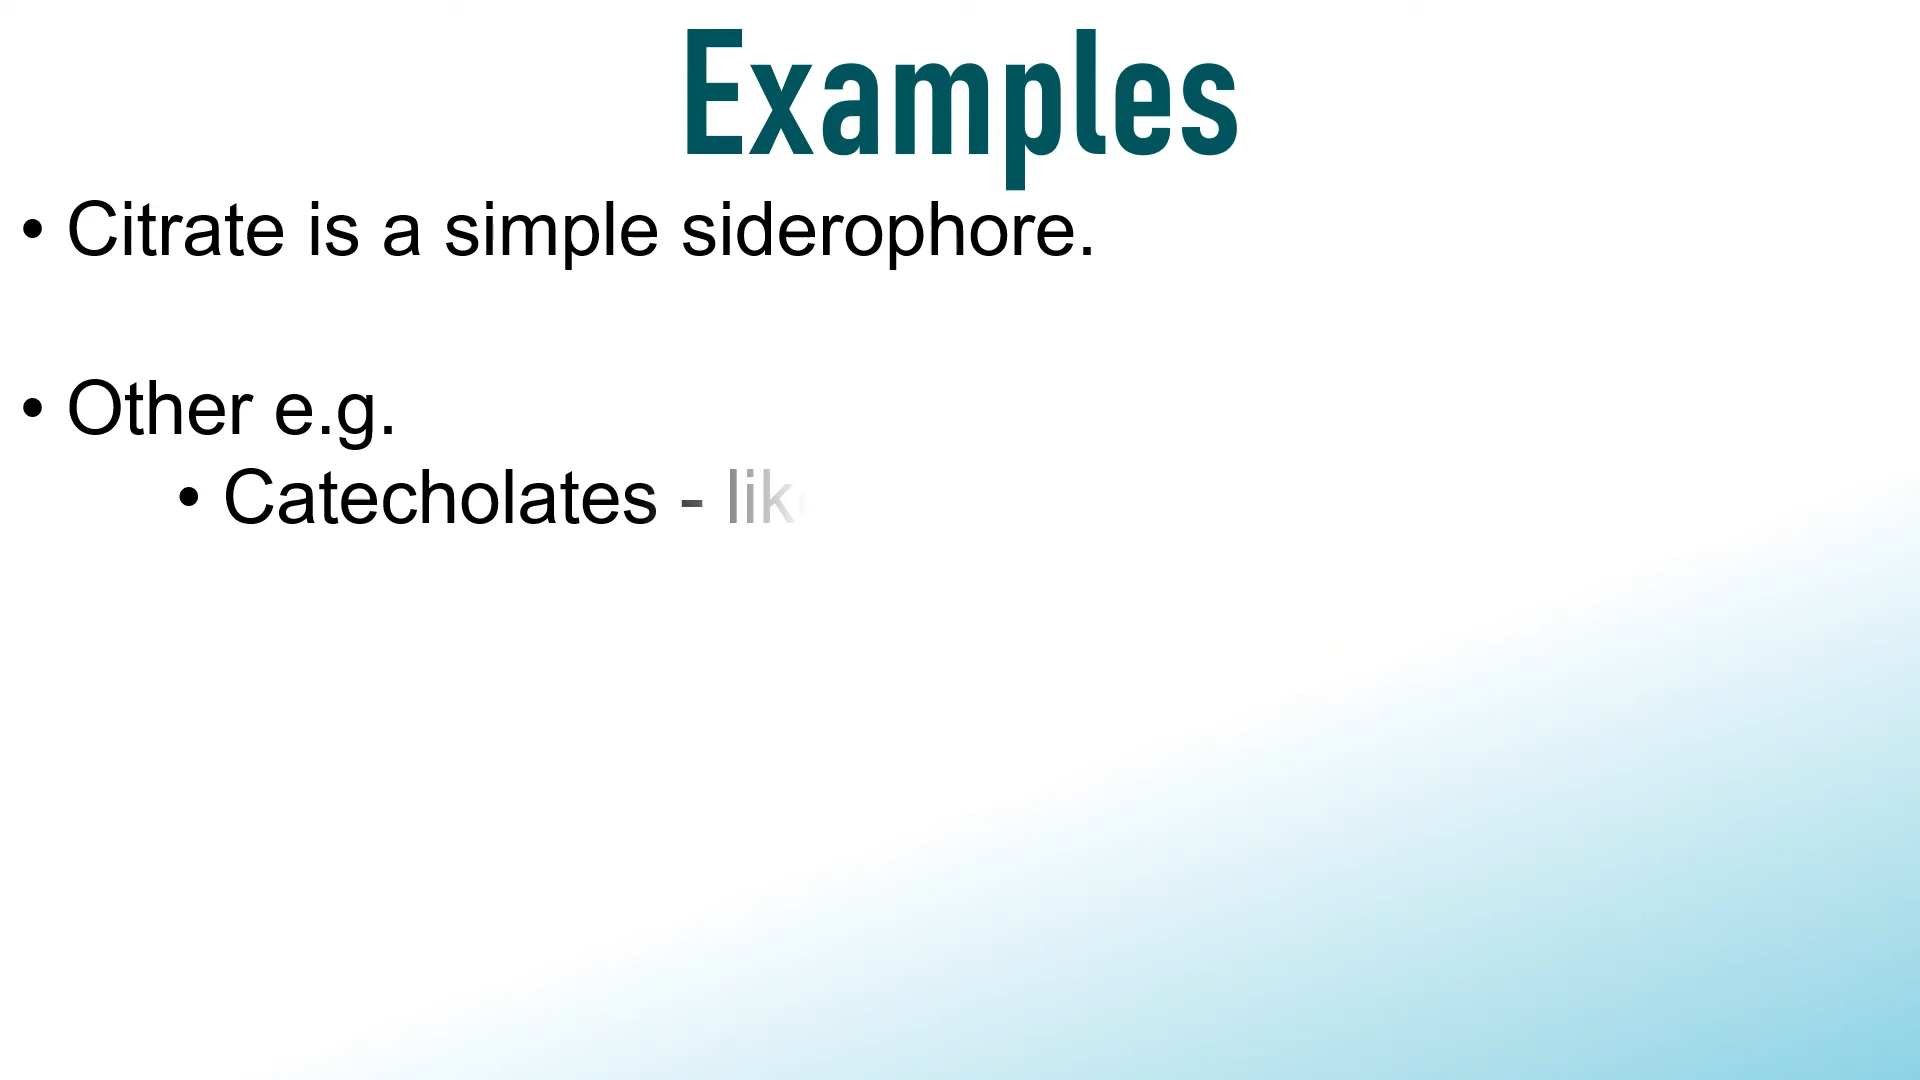 Examples
• Citrate is a simple siderophore.
• Other e.g.
• Catecholates -